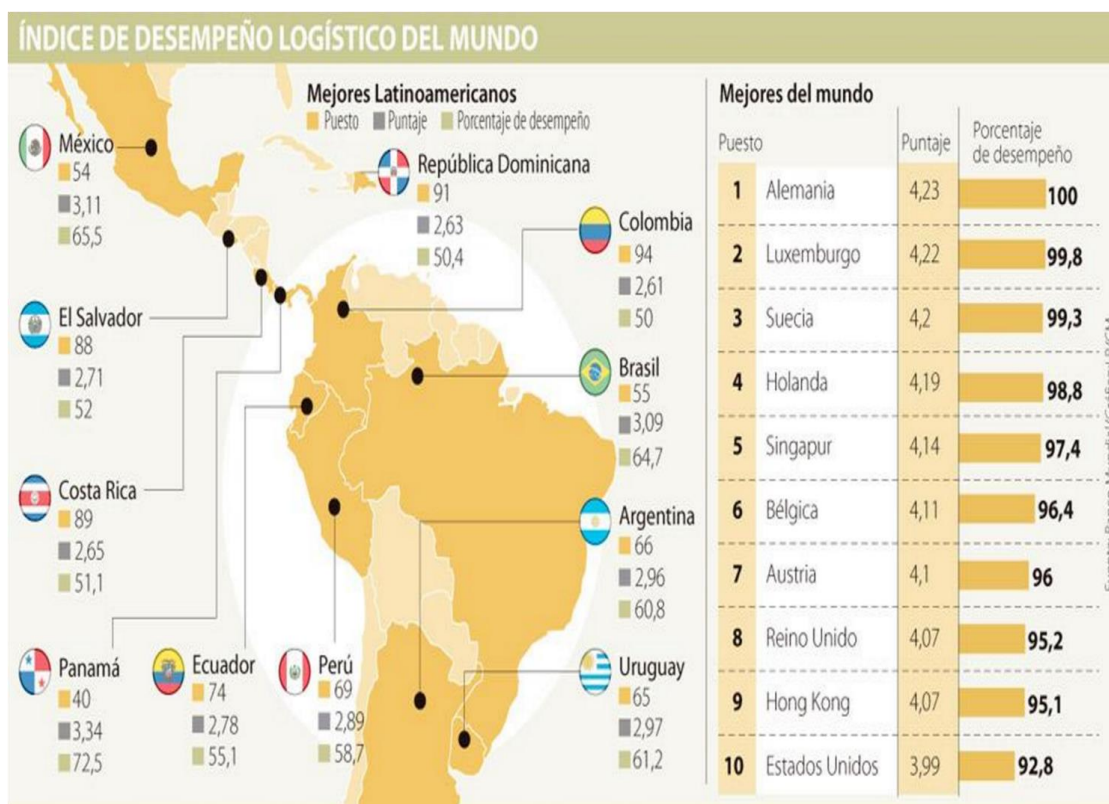 ÍNDICE DE DESEMPEÑO LOGÍSTICO DEL MUNDO
Mejores Latinoamericanos
Puesto Puntaje Porcentaje de desempeño
México
54
3,11
65,5
República Dominicana
91
2,63
50,4
Colombia
94
2,61
50
El Salvador
88
2,71
52
Brasil
55
3,09
64,7
Costa Rica
89
2,65
51,1
Argentina
66
2,96
60,8
Panamá
40
3,34
72,5
Ecuador
74
2,78
55,1
Perú
69
2,89
58,7
Uruguay
65
2,97
61,2
Mejores del mundo
Puesto Puntaje Porcentaje
de desempeño
1 Alemania 4,23 100
2 Luxemburgo 4,22 99,8
3 Suecia 4,2 99,3
4 Holanda 4,19 98,8
5 Singapur 4,14 97,4
6 Bélgica 4,11 96,4
7 Austria 4,1 96
8 Reino Unido 4,07 95,2
9 Hong Kong 4,07 95,1
10 Estados Unidos 3,99 92,8